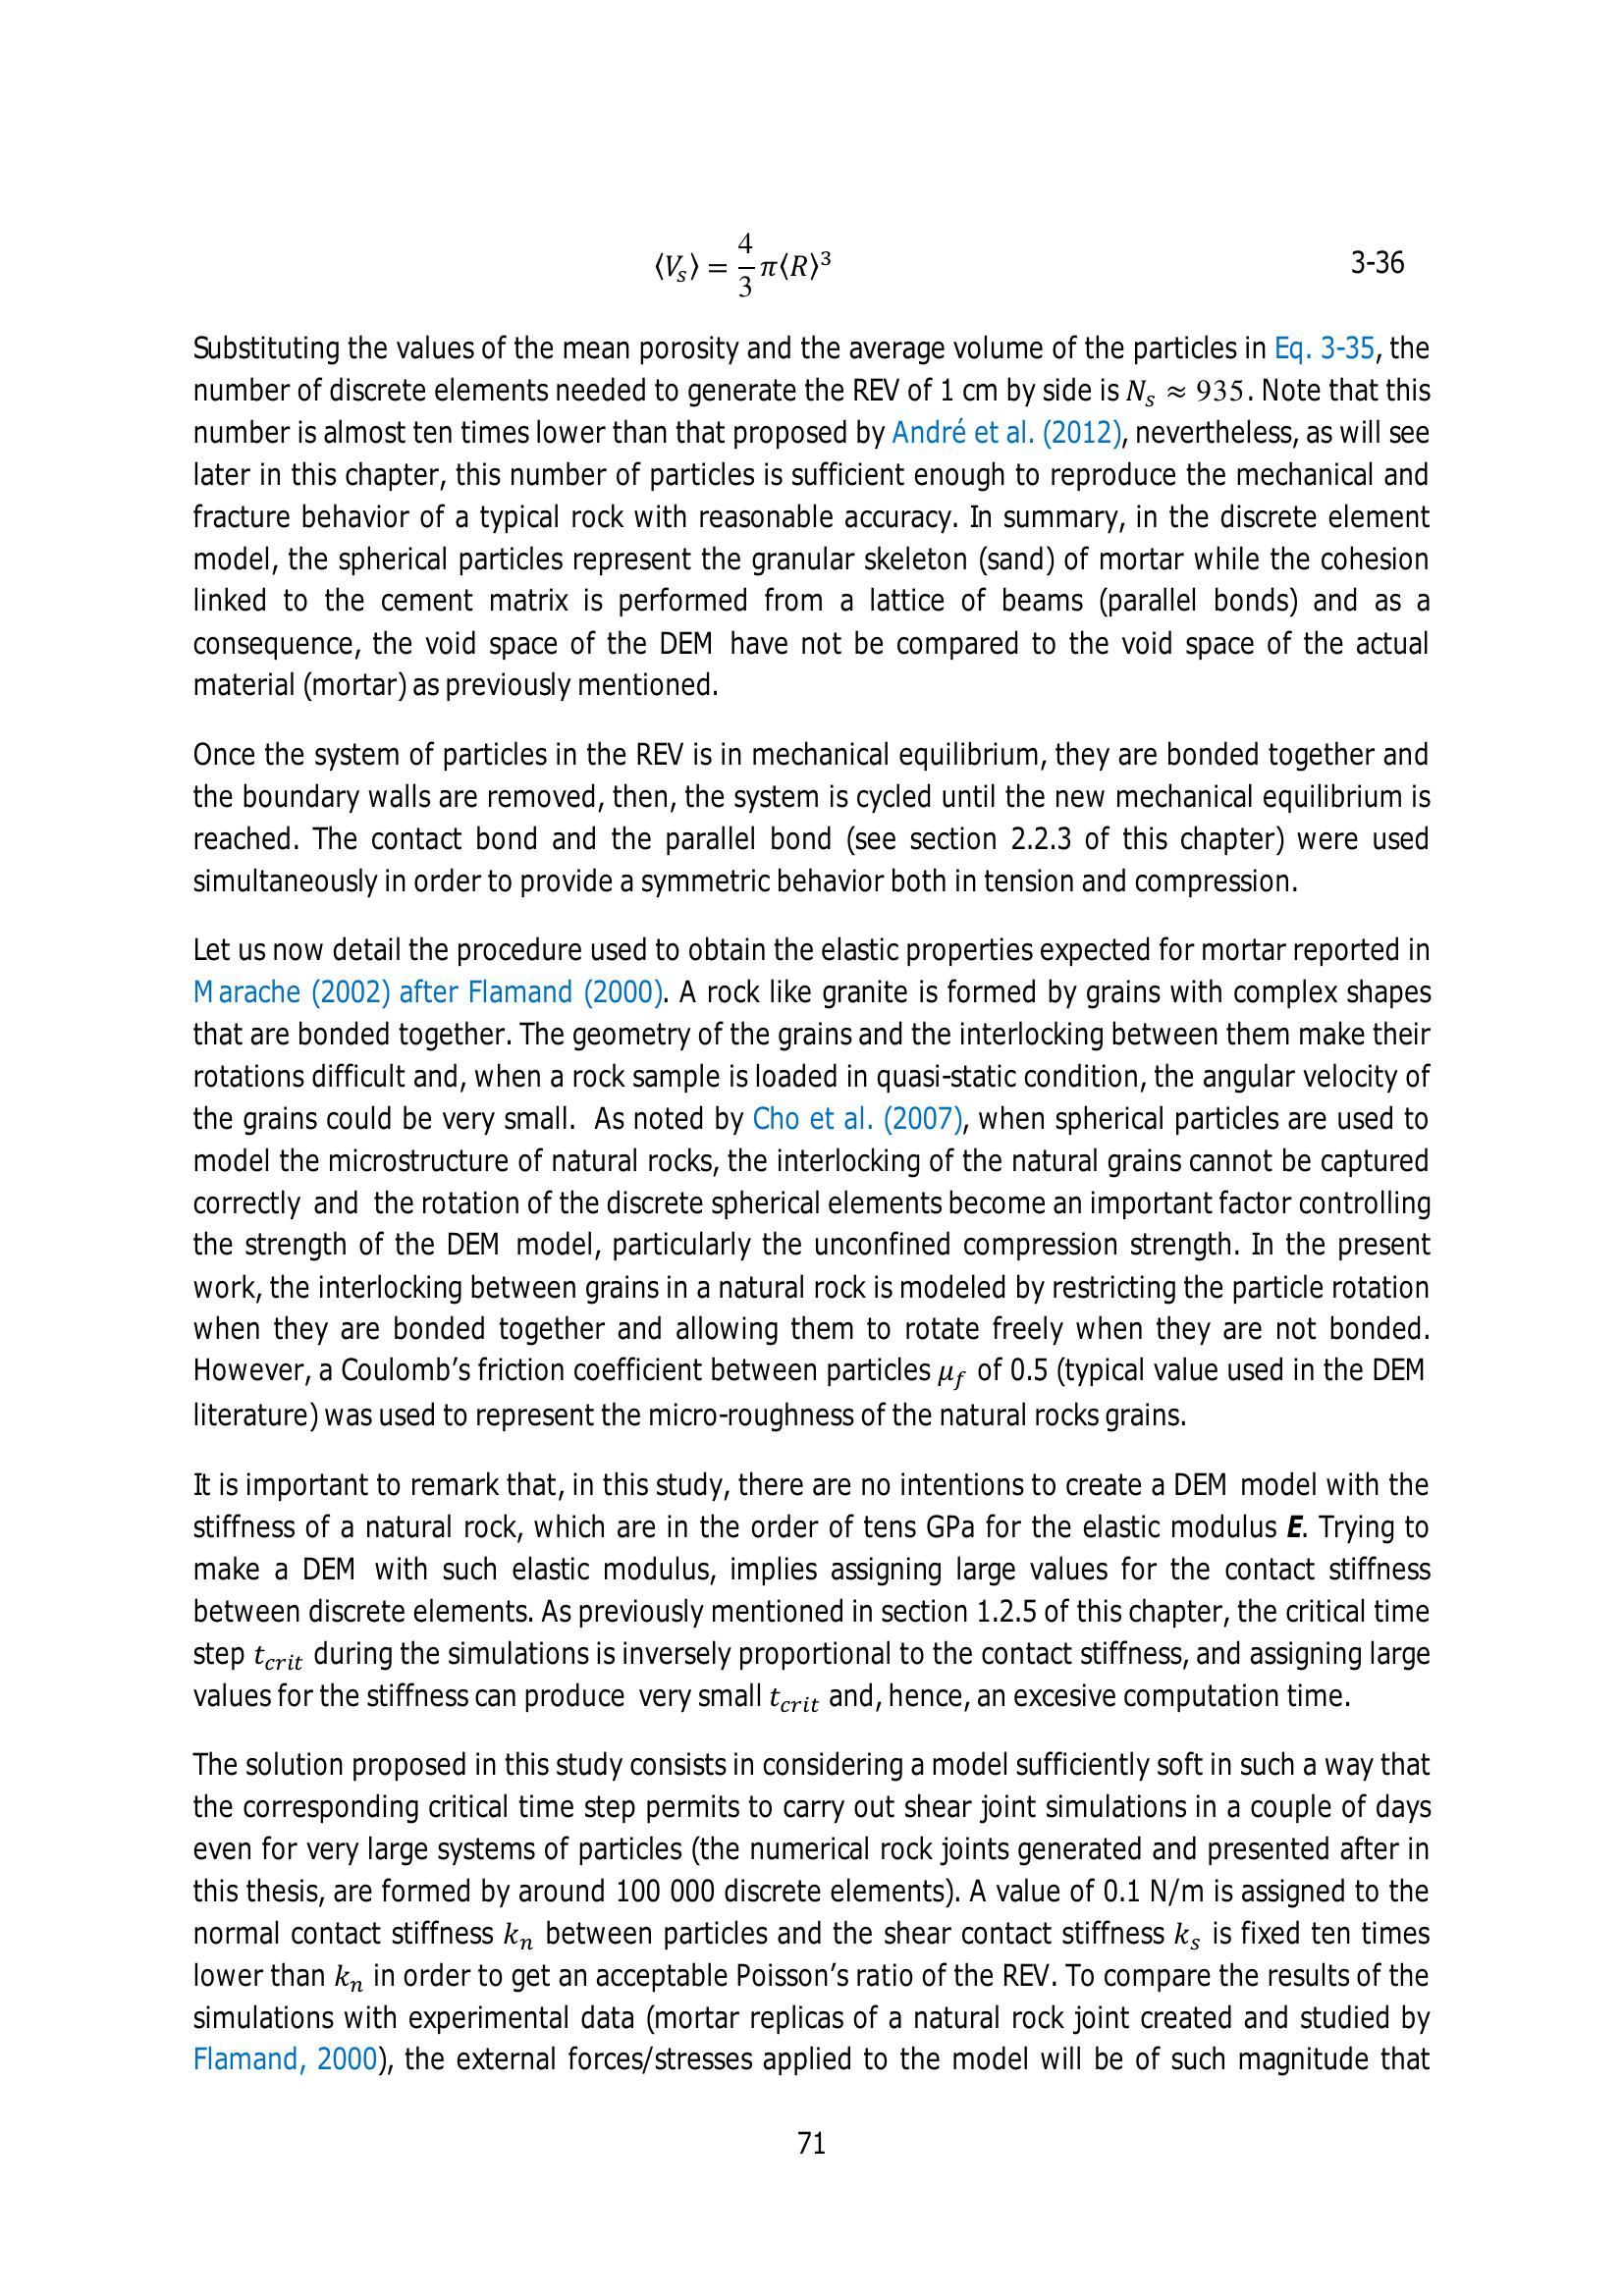 ⟨Vs⟩ = 4/3 π⟨R⟩³ 3-36
Substituting the values of the mean porosity and the average volume of the particles in Eq. 3-35, the
number of discrete elements needed to generate the REV of 1 cm by side is Ns ≈ 935. Note that this
number is almost ten times lower than that proposed by André et al. (2012), nevertheless, as will see
later in this chapter, this number of particles is sufficient enough to reproduce the mechanical and
fracture behavior of a typical rock with reasonable accuracy. In summary, in the discrete element
model, the spherical particles represent the granular skeleton (sand) of mortar while the cohesion
linked to the cement matrix is performed from a lattice of beams (parallel bonds) and as a
consequence, the void space of the DEM have not be compared to the void space of the actual
material (mortar) as previously mentioned.
Once the system of particles in the REV is in mechanical equilibrium, they are bonded together and
the boundary walls are removed, then, the system is cycled until the new mechanical equilibrium is
reached. The contact bond and the parallel bond (see section 2.2.3 of this chapter) were used
simultaneously in order to provide a symmetric behavior both in tension and compression.
Let us now detail the procedure used to obtain the elastic properties expected for mortar reported in
Marache (2002) after Flamand (2000). A rock like granite is formed by grains with complex shapes
that are bonded together. The geometry of the grains and the interlocking between them make their
rotations difficult and, when a rock sample is loaded in quasi-static condition, the angular velocity of
the grains could be very small. As noted by Cho et al. (2007), when spherical particles are used to
model the microstructure of natural rocks, the interlocking of the natural grains cannot be captured
correctly and the rotation of the discrete spherical elements become an important factor controlling
the strength of the DEM model, particularly the unconfined compression strength. In the present
work, the interlocking between grains in a natural rock is modeled by restricting the particle rotation
when they are bonded together and allowing them to rotate freely when they are not bonded.
However, a Coulomb’s friction coefficient between particles μf of 0.5 (typical value used in the DEM
literature) was used to represent the micro-roughness of the natural rocks grains.
It is important to remark that, in this study, there are no intentions to create a DEM model with the
stiffness of a natural rock, which are in the order of tens GPa for the elastic modulus E. Trying to
make a DEM with such elastic modulus, implies assigning large values for the contact stiffness
between discrete elements. As previously mentioned in section 1.2.5 of this chapter, the critical time
step tcrit during the simulations is inversely proportional to the contact stiffness, and assigning large
values for the stiffness can produce very small tcrit and, hence, an excesive computation time.
The solution proposed in this study consists in considering a model sufficiently soft in such a way that
the corresponding critical time step permits to carry out shear joint simulations in a couple of days
even for very large systems of particles (the numerical rock joints generated and presented after in
this thesis, are formed by around 100 000 discrete elements). A value of 0.1 N/m is assigned to the
normal contact stiffness kn between particles and the shear contact stiffness ks is fixed ten times
lower than kn in order to get an acceptable Poisson’s ratio of the REV. To compare the results of the
simulations with experimental data (mortar replicas of a natural rock joint created and studied by
Flamand, 2000), the external forces/stresses applied to the model will be of such magnitude that
71